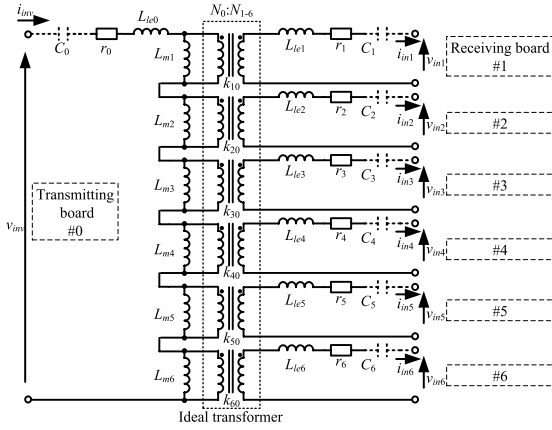 i_inv
N_0:N_1-6
C_0
r_0
L_le0
L_m1
k_10
L_le1
r_1
C_1
i_in1
v_in1
Receiving board
#1
L_m2
k_20
L_le2
r_2
C_2
i_in2
v_in2
#2
L_m3
k_30
L_le3
r_3
C_3
i_in3
v_in3
#3
Transmitting
board
#0
v_inv
L_m4
k_40
L_le4
r_4
C_4
i_in4
v_in4
#4
L_m5
k_50
L_le5
r_5
C_5
i_in5
v_in5
#5
L_m6
k_60
L_le6
r_6
C_6
i_in6
v_in6
#6
Ideal transformer